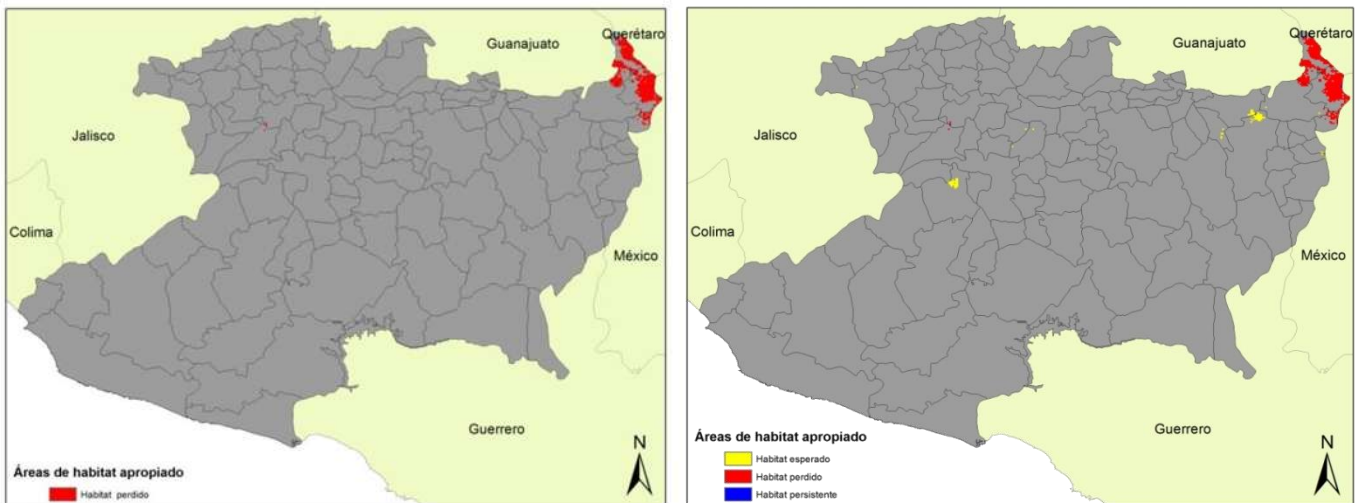 Querétaro
Guanajuato
Jalisco
Colima
México
Guerrero
N
Áreas de habitat apropiado
Habitat perdido
Querétaro
Guanajuato
Jalisco
Colima
México
Guerrero
N
Áreas de habitat apropiado
Habitat esperado
Habitat perdido
Habitat persistente